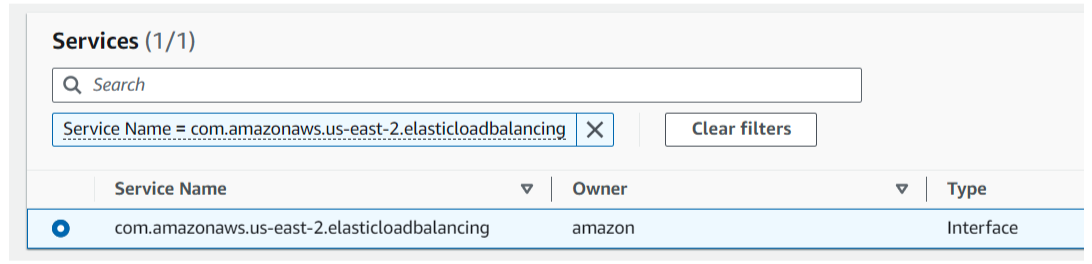 Services (1/1)
Search
Service Name = com.amazonaws.us-east-2.elasticloadbalancing
Clear filters
Service Name Owner Type
com.amazonaws.us-east-2.elasticloadbalancing amazon Interface